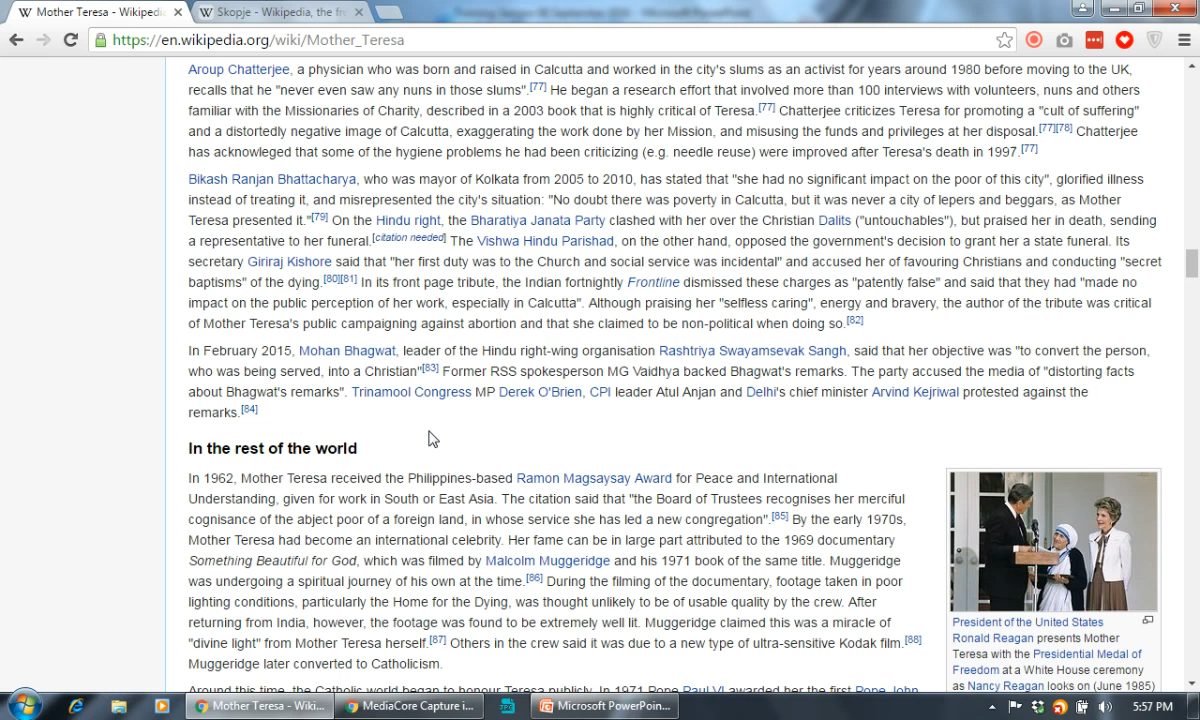 Mother Teresa - Wikipedi
Skopje - Wikipedia, the fr
https://en.wikipedia.org/wiki/Mother_Teresa
Aroup Chatterjee, a physician who was born and raised in Calcutta and worked in the city's slums as an activist for years around 1980 before moving to the UK,
recalls that he "never even saw any nuns in those slums".[77] He began a research effort that involved more than 100 interviews with volunteers, nuns and others
familiar with the Missionaries of Charity, described in a 2003 book that is highly critical of Teresa.[77] Chatterjee criticizes Teresa for promoting a "cult of suffering"
and a distortedly negative image of Calcutta, exaggerating the work done by her Mission, and misusing the funds and privileges at her disposal.[77][78] Chatterjee
has acknowleged that some of the hygiene problems he had been criticizing (e.g. needle reuse) were improved after Teresa's death in 1997.[77]
Bikash Ranjan Bhattacharya, who was mayor of Kolkata from 2005 to 2010, has stated that "she had no significant impact on the poor of this city", glorified illness
instead of treating it, and misrepresented the city's situation: "No doubt there was poverty in Calcutta, but it was never a city of lepers and beggars, as Mother
Teresa presented it."[79] On the Hindu right, the Bharatiya Janata Party clashed with her over the Christian Dalits ("untouchables"), but praised her in death, sending
a representative to her funeral.[citation needed] The Vishwa Hindu Parishad, on the other hand, opposed the government's decision to grant her a state funeral. Its
secretary Giriraj Kishore said that "her first duty was to the Church and social service was incidental" and accused her of favouring Christians and conducting "secret
baptisms" of the dying.[80][81] In its front page tribute, the Indian fortnightly Frontline dismissed these charges as "patently false" and said that they had "made no
impact on the public perception of her work, especially in Calcutta". Although praising her "selfless caring", energy and bravery, the author of the tribute was critical
of Mother Teresa's public campaigning against abortion and that she claimed to be non-political when doing so.[82]
In February 2015, Mohan Bhagwat, leader of the Hindu right-wing organisation Rashtriya Swayamsevak Sangh, said that her objective was "to convert the person,
who was being served, into a Christian"[83] Former RSS spokesperson MG Vaidhya backed Bhagwat's remarks. The party accused the media of "distorting facts
about Bhagwat's remarks". Trinamool Congress MP Derek O'Brien, CPI leader Atul Anjan and Delhi's chief minister Arvind Kejriwal protested against the
remarks.[84]
In the rest of the world
In 1962, Mother Teresa received the Philippines-based Ramon Magsaysay Award for Peace and International
Understanding, given for work in South or East Asia. The citation said that "the Board of Trustees recognises her merciful
cognisance of the abject poor of a foreign land, in whose service she has led a new congregation".[85] By the early 1970s,
Mother Teresa had become an international celebrity. Her fame can be in large part attributed to the 1969 documentary
Something Beautiful for God, which was filmed by Malcolm Muggeridge and his 1971 book of the same title. Muggeridge
was undergoing a spiritual journey of his own at the time.[86] During the filming of the documentary, footage taken in poor
lighting conditions, particularly the Home for the Dying, was thought unlikely to be of usable quality by the crew. After
returning from India, however, the footage was found to be extremely well lit. Muggeridge claimed this was a miracle of
"divine light" from Mother Teresa herself.[87] Others in the crew said it was due to a new type of ultra-sensitive Kodak film.[88]
Muggeridge later converted to Catholicism.
Around this time, the Catholic world began to honour Teresa publicly. In 1971 Pope Paul VI awarded her the first Pope John
President of the United States
Ronald Reagan presents Mother
Teresa with the Presidential Medal of
Freedom at a White House ceremony
as Nancy Reagan looks on (June 1985)
Mother Teresa - Wiki...
MediaCore Capture i...
Microsoft PowerPoin...
5:57 PM